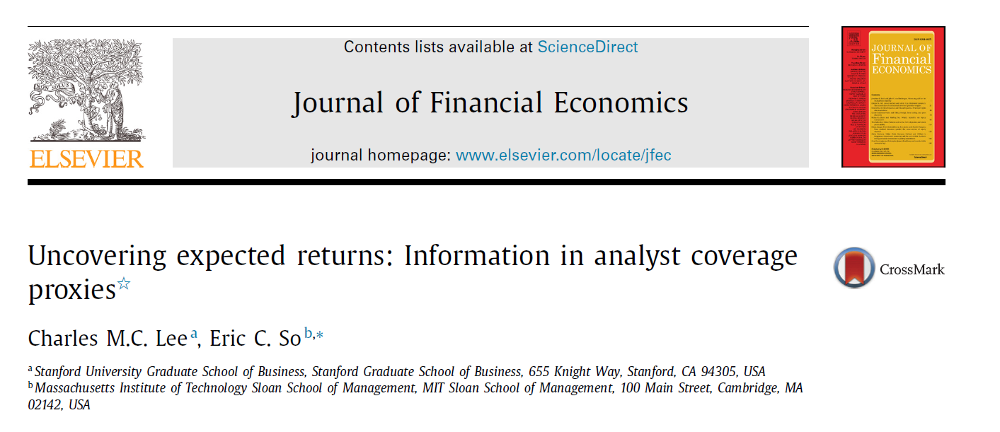 NON SOLUS
ELSEVIER
Contents lists available at ScienceDirect
Journal of Financial Economics
journal homepage: www.elsevier.com/locate/jfec
JOURNAL OF
Financial
ECONOMICS
Uncovering expected returns: Information in analyst coverage
proxies☆
CrossMark
Charles M.C. Lee a, Eric C. So b,*
a Stanford University Graduate School of Business, Stanford Graduate School of Business, 655 Knight Way, Stanford, CA 94305, USA
b Massachusetts Institute of Technology Sloan School of Management, MIT Sloan School of Management, 100 Main Street, Cambridge, MA
02142, USA